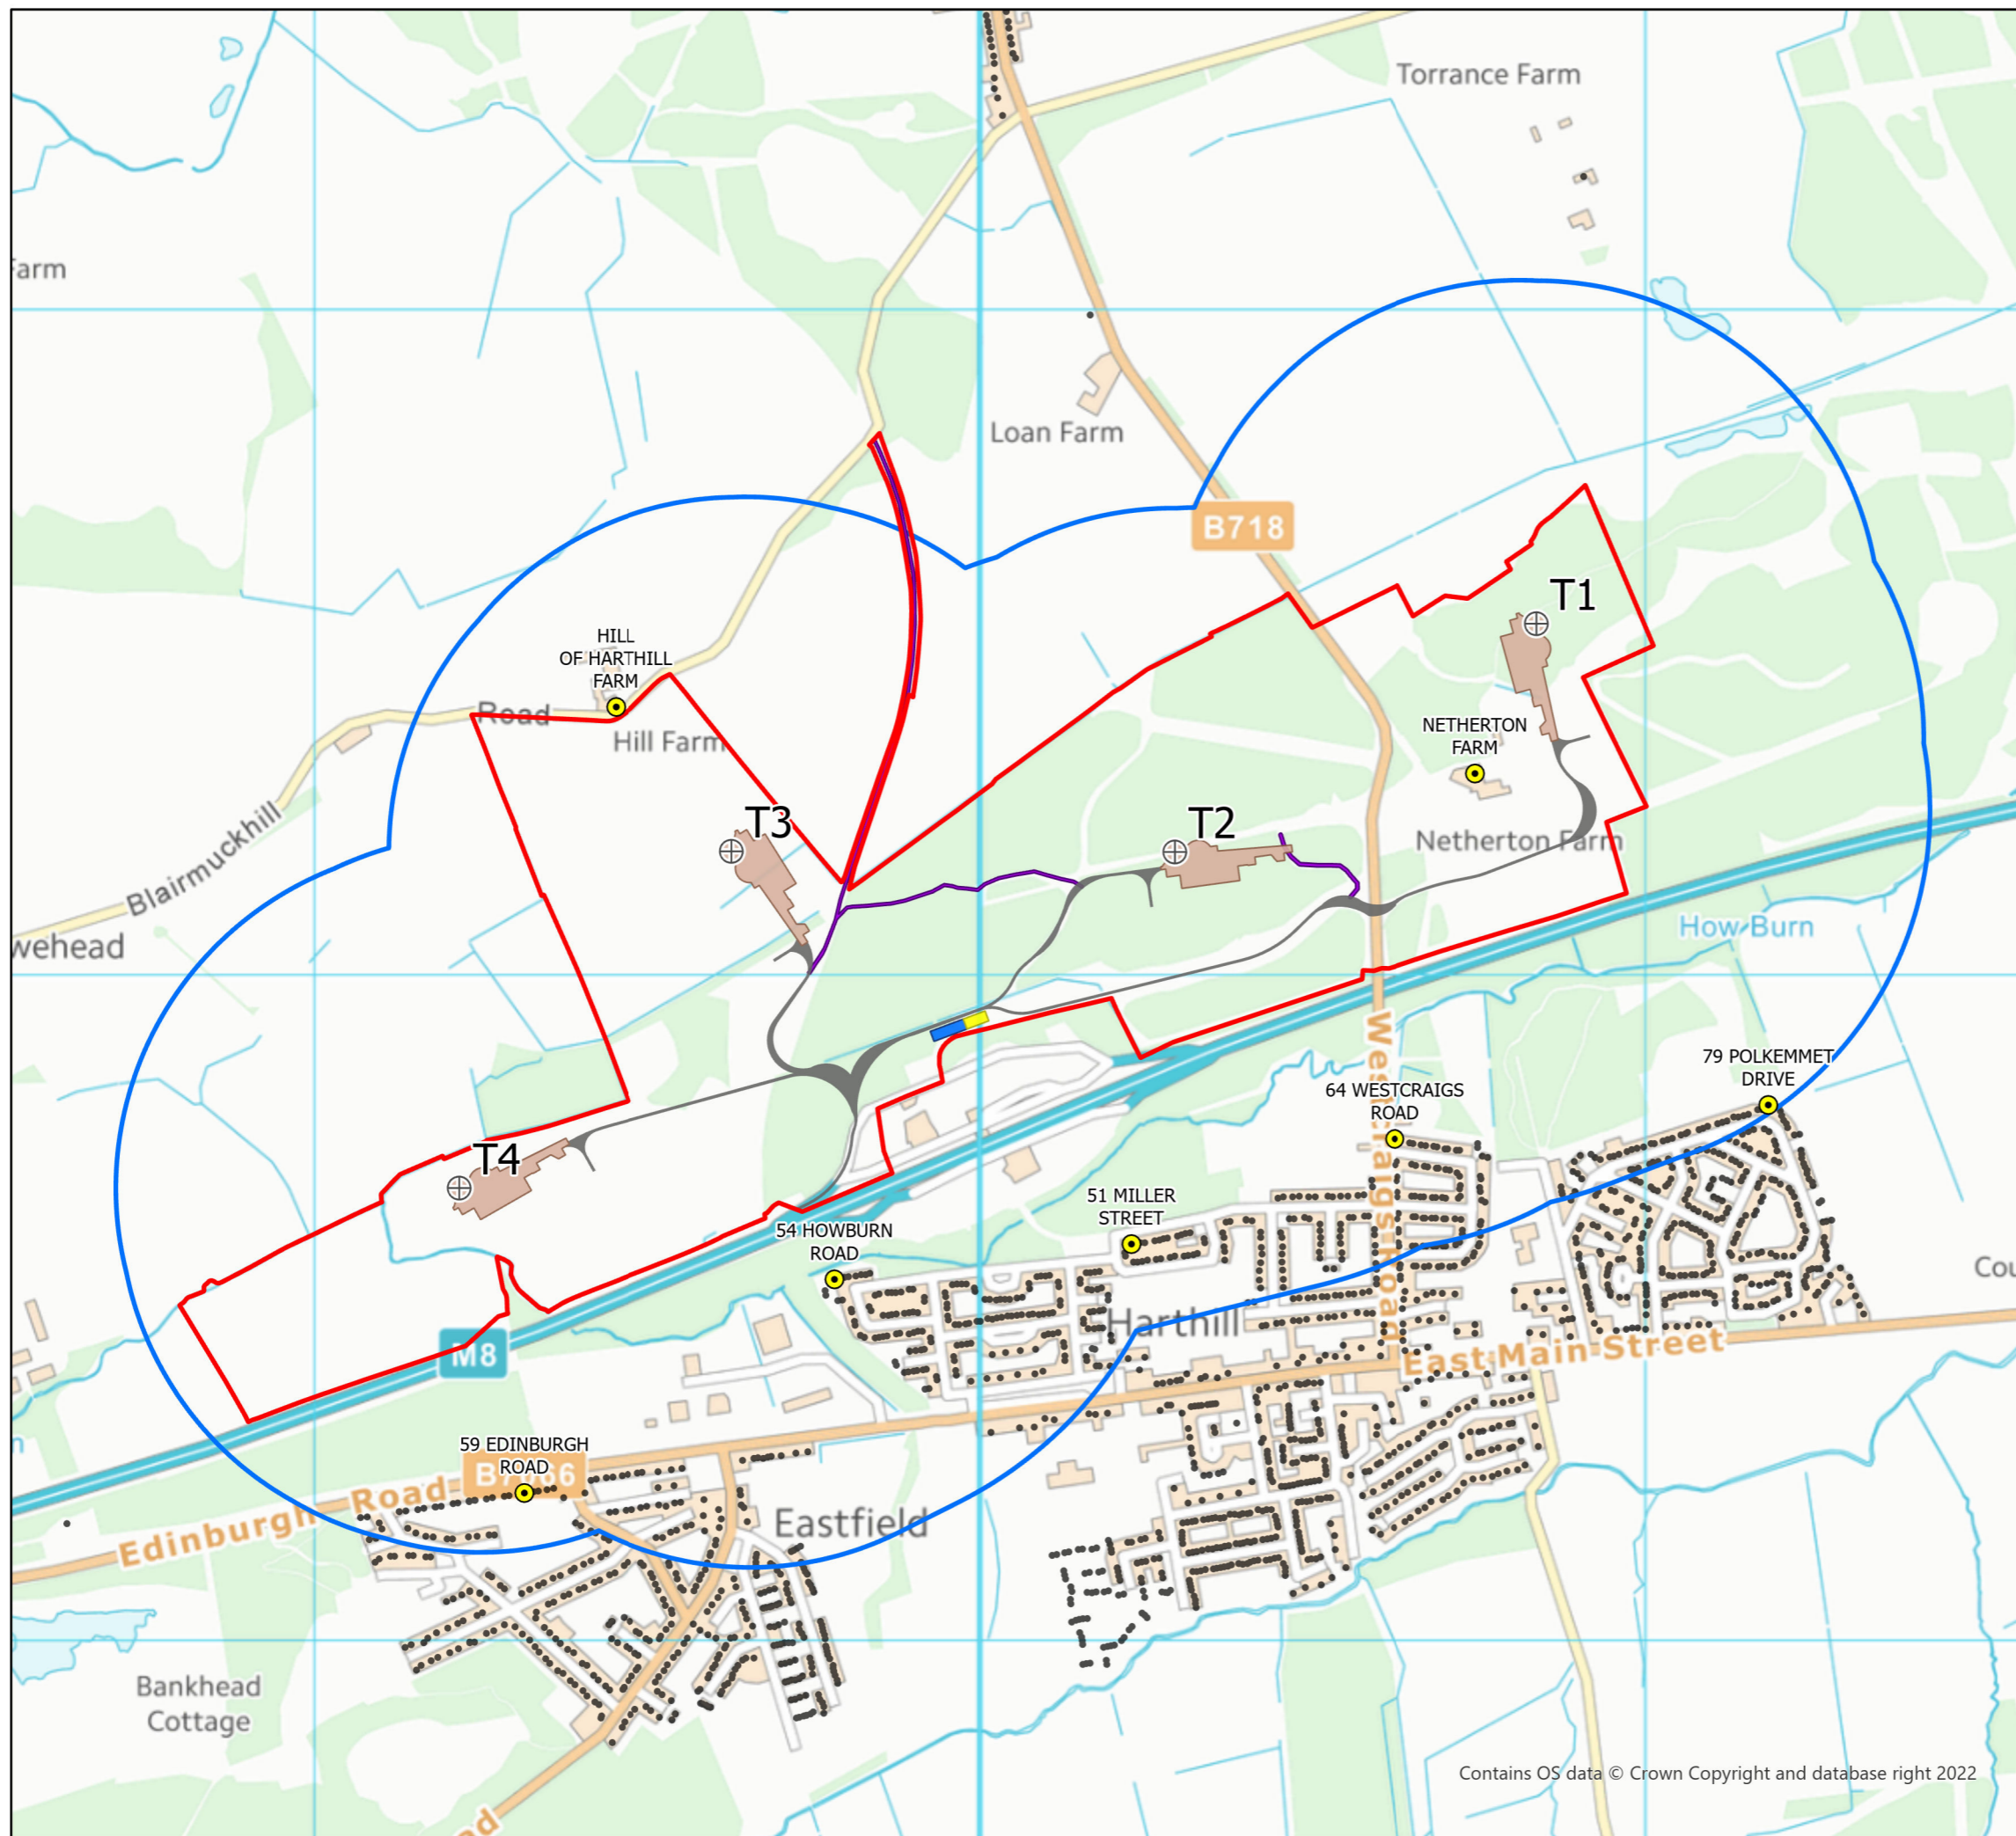 Torrance Farm
Farm
Loan Farm
B718
T1
HILL
OF HARTHILL
FARM
Road
Hill Farm
NETHERTON
FARM
T3
T2
Netherton Farm
Blairmuckhill
How Burn
79 POLKEMMET
DRIVE
64 WESTCRAIGS
ROAD
T4
51 MILLER
STREET
54 HOWBURN
ROAD
Westcraigs Road
Harthill
M8
East Main Street
59 EDINBURGH
ROAD
Edinburgh Road
Eastfield
Bankhead
Cottage
Contains OS data © Crown Copyright and database right 2022